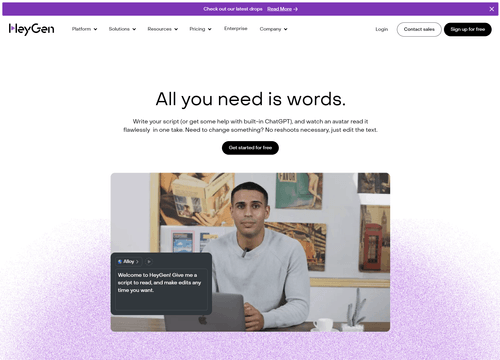 Check out our latest drops Read More →
HeyGen
Platform
Solutions
Resources
Pricing
Enterprise
Company
Login
Contact sales
Sign up for free
All you need is words.
Write your script (or get some help with built-in ChatGPT), and watch an avatar read it
flawlessly in one take. Need to change something? No reshoots necessary, just edit the text.
Get started for free
Alloy
Welcome to HeyGen! Give me a
script to read, and make edits any
time you want.